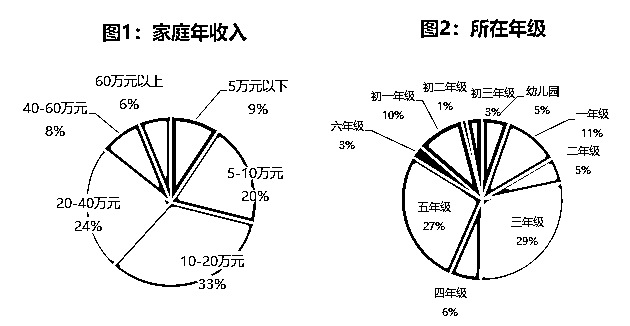 图1：家庭年收入
60万元以上
6%
5万元以下
9%
40-60万元
8%
5-10万元
20%
20-40万元
24%
10-20万元
33%
图2：所在年级
初一年级
10%
初二年级
1%
初三年级
3%
幼儿园
5%
一年级
11%
二年级
5%
六年级
3%
五年级
27%
三年级
29%
四年级
6%